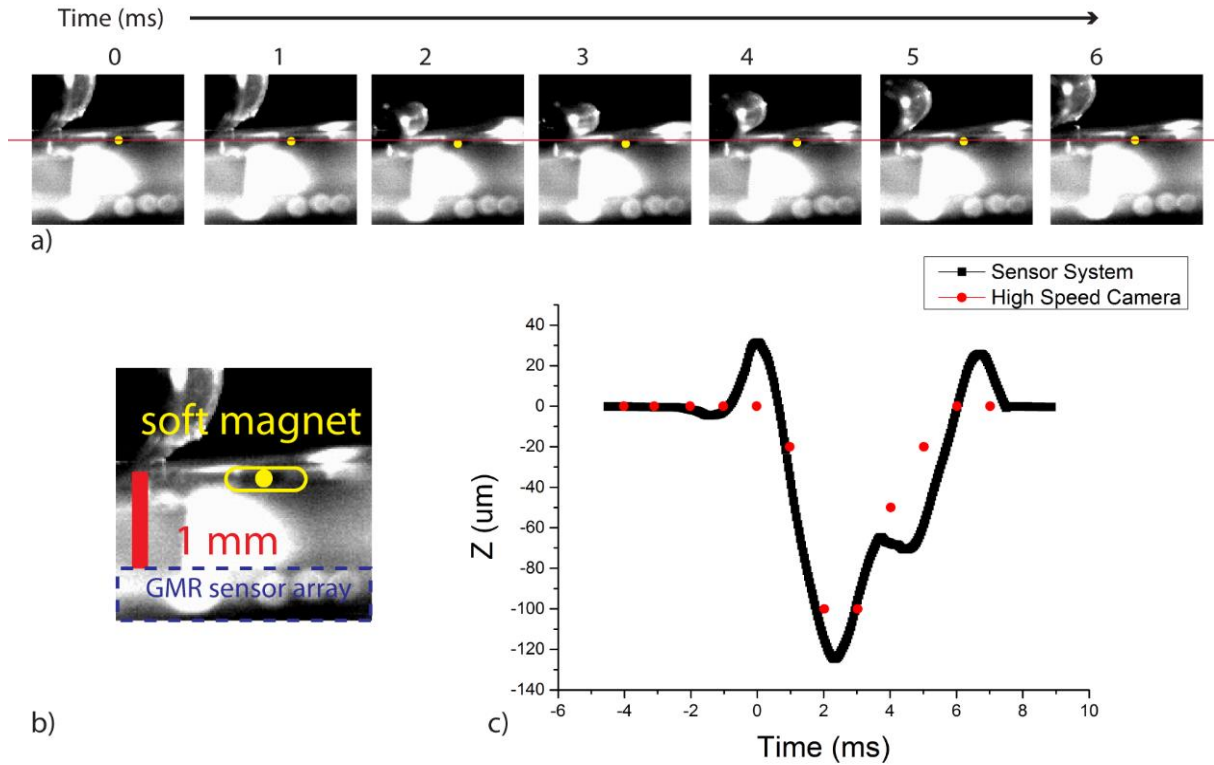 Time (ms)
0 1 2 3 4 5 6
a)
Sensor System
High Speed Camera
soft magnet
1 mm
GMR sensor array
b)
40
20
0
-20
-40
-60
-80
-100
-120
-140
Z (um)
-6 -4 -2 0 2 4 6 8 10
Time (ms)
c)